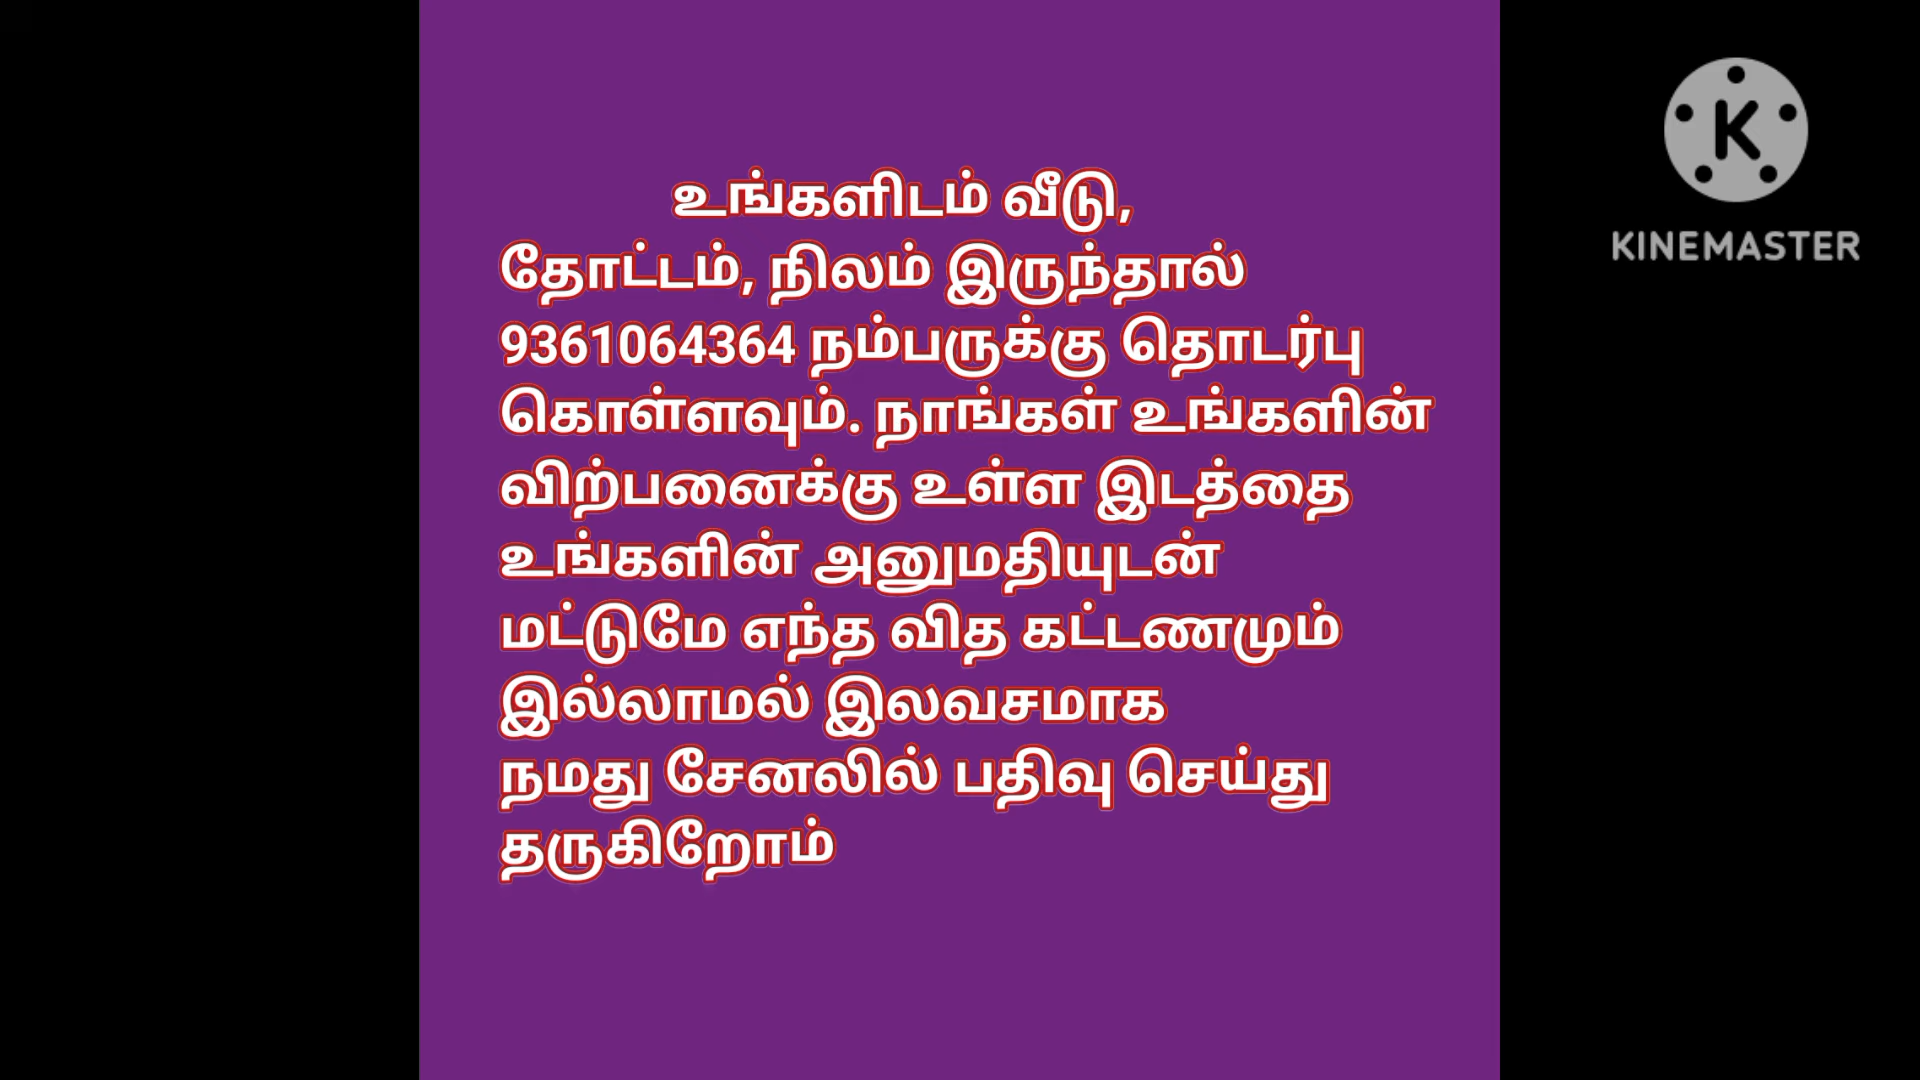 உங்களிடம் வீடு,
தோட்டம், நிலம் இருந்தால்
9361064364 நம்பருக்கு தொடர்பு
கொள்ளவும். நாங்கள் உங்களின்
விற்பனைக்கு உள்ள இடத்தை
உங்களின் அனுமதியுடன்
மட்டுமே எந்த வித கட்டணமும்
இல்லாமல் இலவசமாக
நமது சேனலில் பதிவு செய்து
தருகிறோம்
K
KINEMASTER